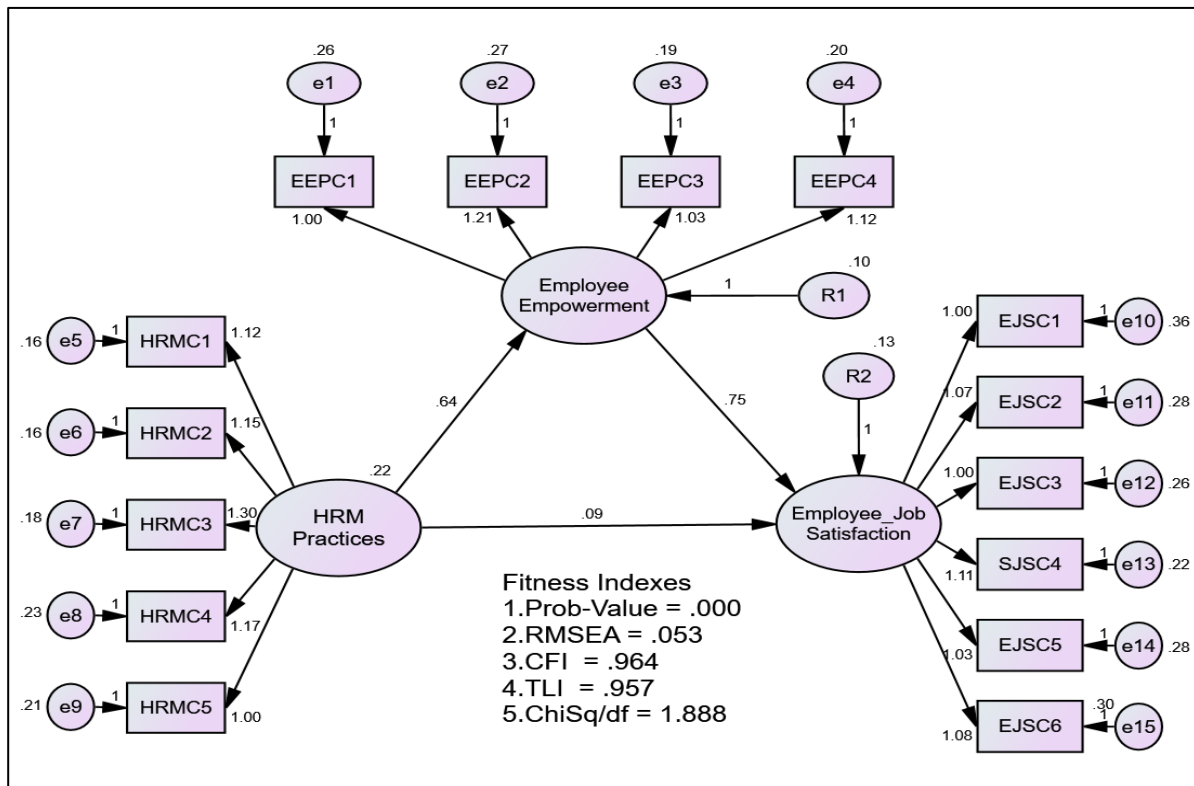 .26
.27
.19
.20
e1
e2
e3
e4
1
1
1
1
EEPC1
EEPC2
EEPC3
EEPC4
1.00
1.21
1.03
1.12
Employee
Empowerment
1
R1
.10
.16
e5
1
HRMC1
1.12
.16
e6
1
HRMC2
1.15
.18
e7
1
HRMC3
1.30
.23
e8
1
HRMC4
1.17
.21
e9
1
HRMC5
1.00
.22
HRM
Practices
.64
.75
.09
.13
R2
1
Employee_Job
Satisfaction
1.00
EJSC1
1
e10
.36
1.07
EJSC2
1
e11
.28
1.00
EJSC3
1
e12
.26
1.11
SJSC4
1
e13
.22
1.03
EJSC5
1
e14
.28
1.08
EJSC6
1
.30
e15
Fitness Indexes
1.Prob-Value = .000
2.RMSEA = .053
3.CFI = .964
4.TLI = .957
5.ChiSq/df = 1.888